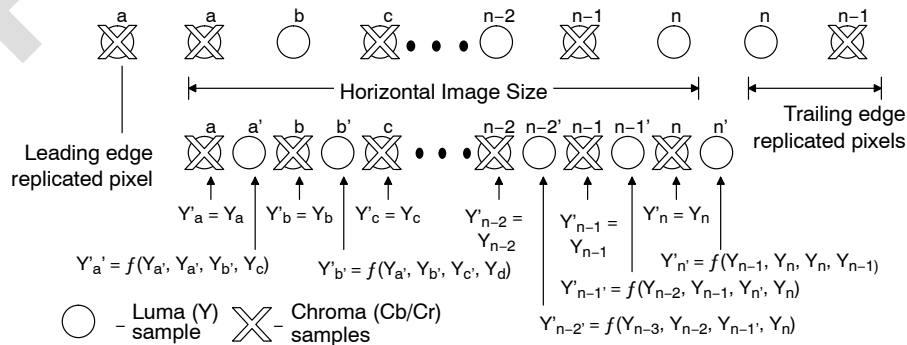 a a b c n−2 n−1 n n n−1
Horizontal Image Size
Trailing edge
replicated pixels
Leading edge
replicated pixel
a a' b b' c n−2 n−2' n−1 n−1' n n'
Y'a = Ya Y'b = Yb Y'c = Yc Y'n−2 = Yn−2 Y'n−1 = Yn−1 Y'n = Yn
Y'a' = f(Ya', Ya', Yb', Yc) Y'b' = f(Ya', Yb', Yc', Yd) Y'n' = f(Yn−1, Yn, Yn, Yn−1)
Y'n−1' = f(Yn−2, Yn−1, Yn', Yn)
Y'n−2' = f(Yn−3, Yn−2, Yn−1', Yn)
– Luma (Y)
sample
– Chroma (Cb/Cr)
samples